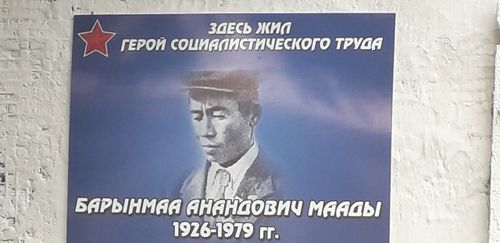 ЗДЕСЬ ЖИЛ
ГЕРОЙ СОЦИАЛИСТИЧЕСКОГО ТРУДА
БАРЫНМАА АНАНДОВИЧ МААДЫ
1926-1979 гг.